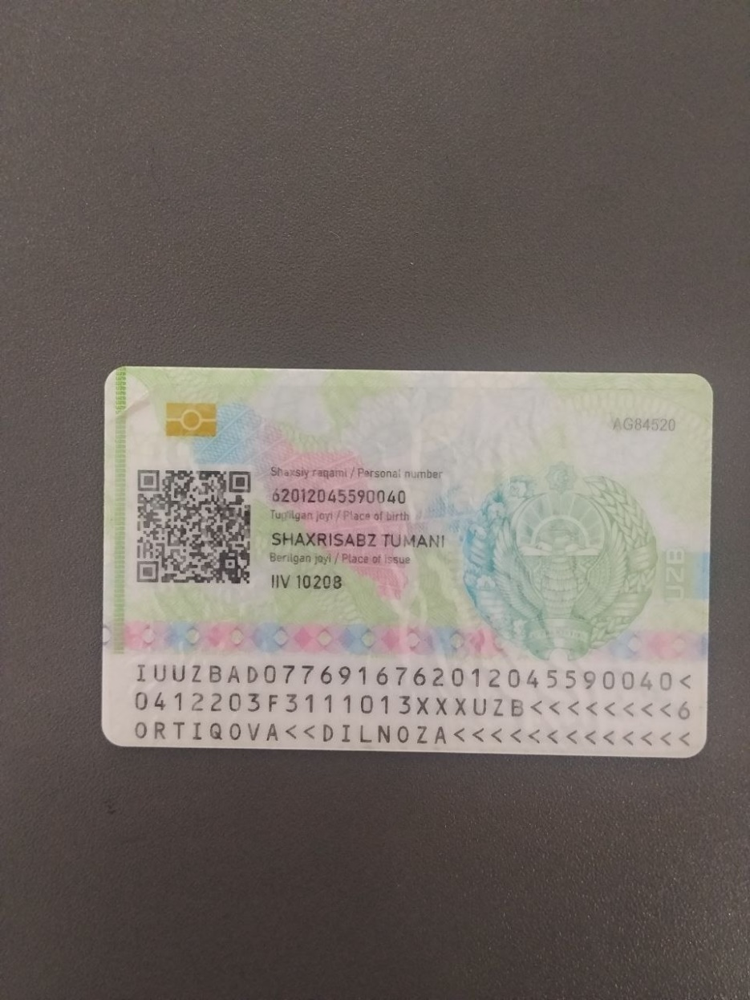 AG84520
Shaxsiy raqami / Personal number
62012045590040
Tug'ilgan joyi / Place of birth
SHAXRISABZ TUMANI
Berilgan joyi / Place of issue
IIV 10208
UZB
IUUZBAD0776916762012045590040<
0412203F3111013XXXUZB<<<<<<<<6
ORTIQOVA<<DILNOZA<<<<<<<<<<<<<